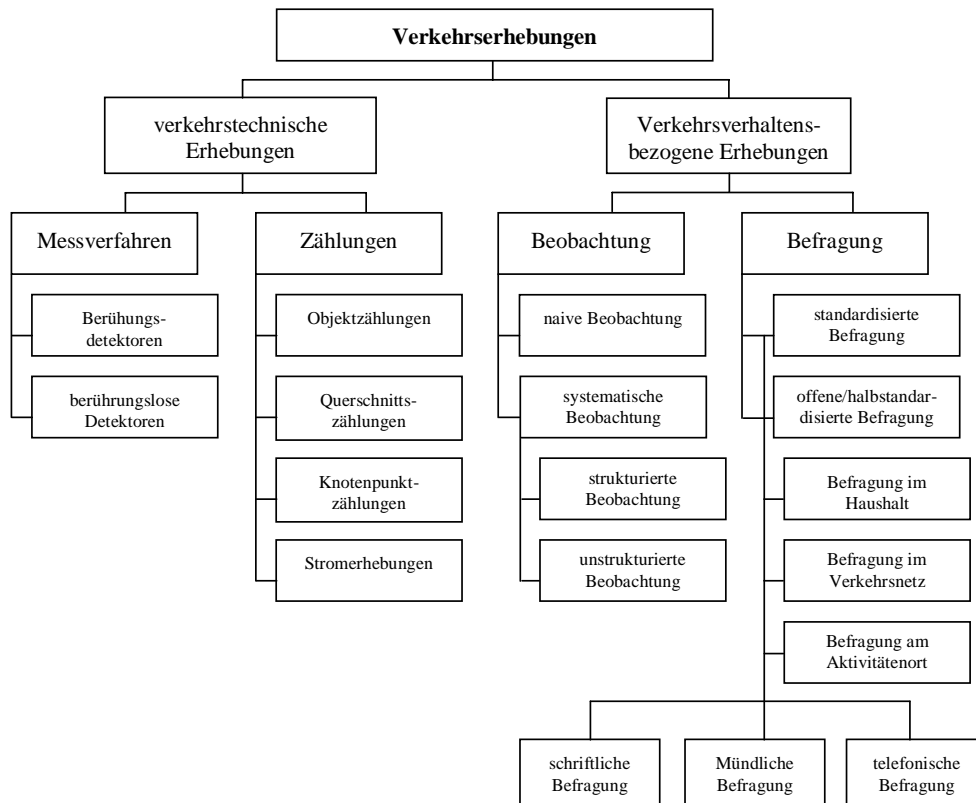 Verkehrserhebungen
verkehrstechnische
Erhebungen
Verkehrsverhaltens-
bezogene Erhebungen
Messverfahren
Zählungen
Beobachtung
Befragung
Berühungs-
detektoren
berührungslose
Detektoren
Objektzählungen
Querschnitts-
zählungen
Knotenpunkt-
zählungen
Stromerhebungen
naive Beobachtung
systematische
Beobachtung
strukturierte
Beobachtung
unstrukturierte
Beobachtung
standardisierte
Befragung
offene/halbstandar-
disierte Befragung
Befragung im
Haushalt
Befragung im
Verkehrsnetz
Befragung am
Aktivitätenort
schriftliche
Befragung
Mündliche
Befragung
telefonische
Befragung